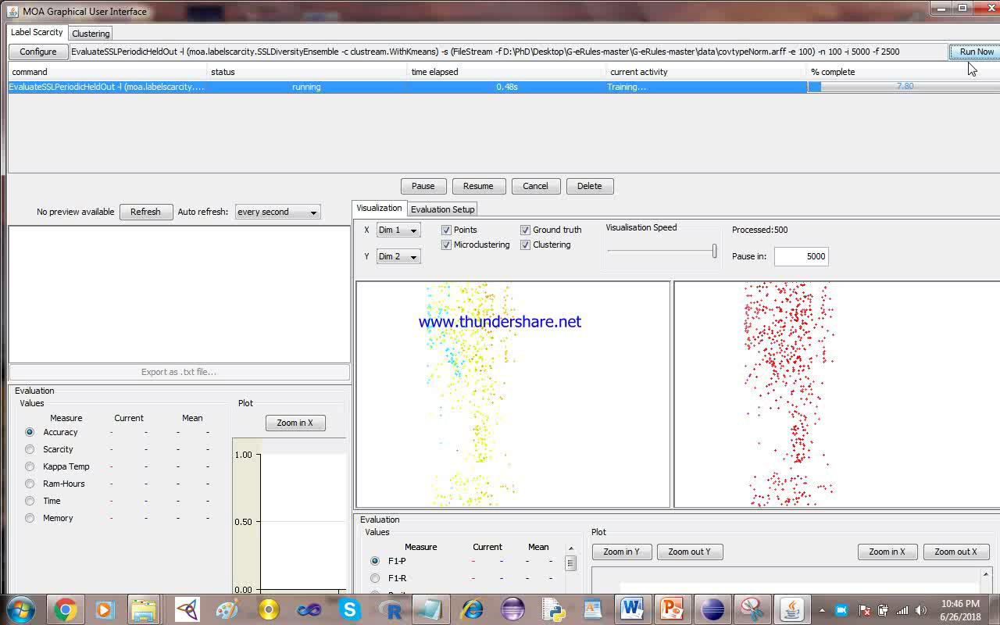 MOA Graphical User Interface
Label Scarcity Clustering
Configure EvaluateSSLPeriodicHeldOut -l (moa.labelscarcity.SSLDiversityEnsemble -c clustream.WithKmeans) -s (FileStream -f D:\PhD\Desktop\G-eRules-master\G-eRules-master\data\covtypeNorm.arff -e 100) -n 100 -i 5000 -f 2500 Run Now
command status time elapsed current activity % complete
EvaluateSSLPeriodicHeldOut -l (moa.labelscarcity.... running 0.48s Training... 7.80
Pause Resume Cancel Delete
No preview available Refresh Auto refresh: every second
Visualization Evaluation Setup
X Dim 1 Points Ground truth Visualisation Speed Processed:500
Y Dim 2 Microclustering Clustering Pause in: 5000
www.thundershare.net
Export as .txt file...
Evaluation
Values Plot
Measure Current Mean Zoom in X
Accuracy - - - -
Scarcity - - - -
Kappa Temp - - - -
Ram-Hours - - - -
Time - - - -
Memory - - - -
1.00
0.50
0.00
Evaluation
Values Plot
Measure Current Mean Zoom in Y Zoom out Y Zoom in X Zoom out X
F1-P - - - -
F1-R - - - -
10:46 PM
6/26/2018